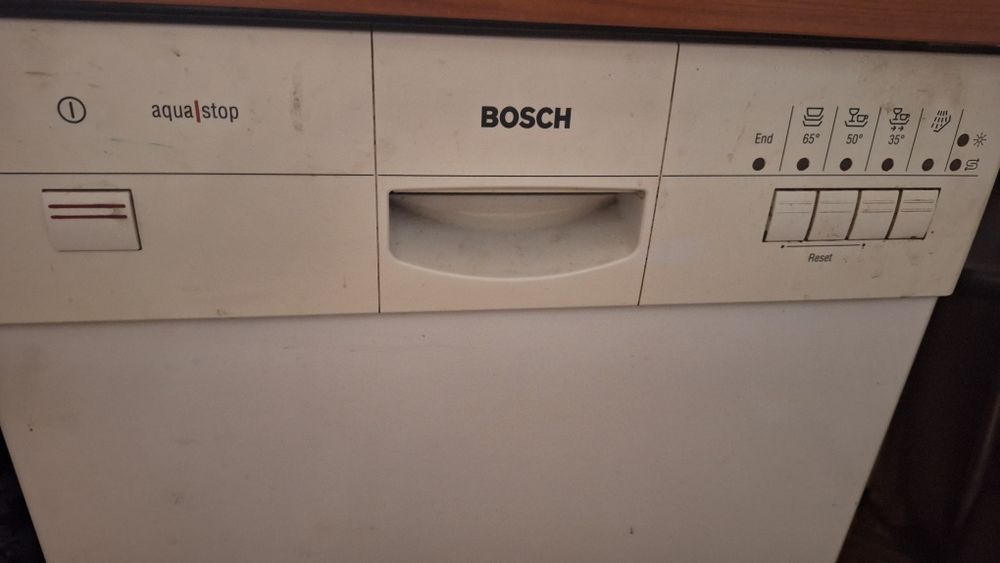 aqua|stop
BOSCH
End
65°
50°
35°
Reset